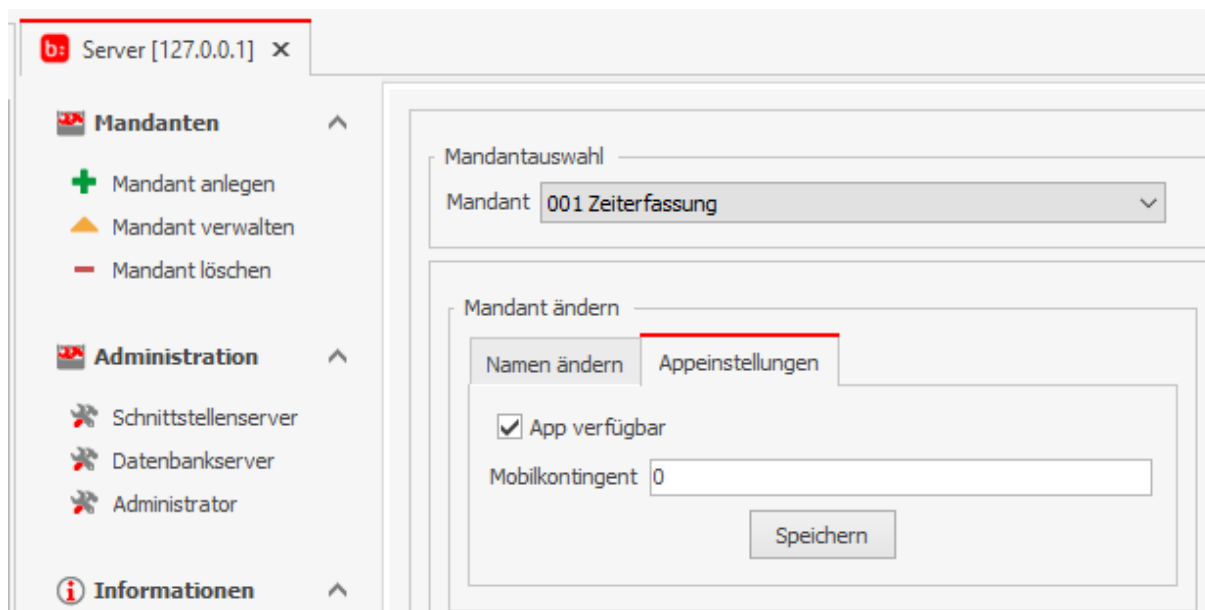 b:
Server [127.0.0.1] ×
Mandanten
Mandant anlegen
Mandant verwalten
Mandant löschen
Administration
Schnittstellenserver
Datenbankserver
Administrator
Informationen
Mandantauswahl
Mandant 001 Zeiterfassung
Mandant ändern
Namen ändern Appeinstellungen
App verfügbar
Mobilkontingent 0
Speichern